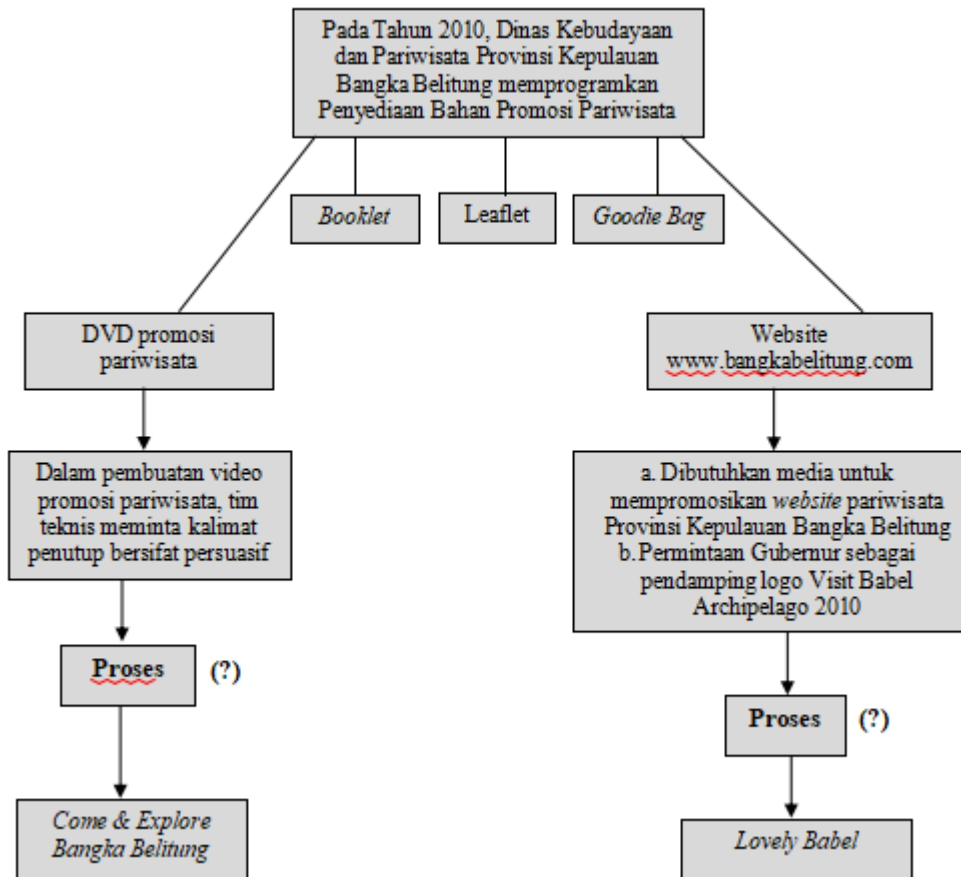 Pada Tahun 2010, Dinas Kebudayaan
dan Pariwisata Provinsi Kepulauan
Bangka Belitung memprogramkan
Penyediaan Bahan Promosi Pariwisata
Booklet
Leaflet
Goodie Bag
DVD promosi
pariwisata
Website
www.bangkabelitung.com
Dalam pembuatan video
promosi pariwisata, tim
teknis meminta kalimat
penutup bersifat persuasif
a. Dibutuhkan media untuk
mempromosikan website pariwisata
Provinsi Kepulauan Bangka Belitung
b. Permintaan Gubernur sebagai
pendamping logo Visit Babel
Archipelago 2010
Proses (?)
Proses (?)
Come & Explore
Bangka Belitung
Lovely Babel